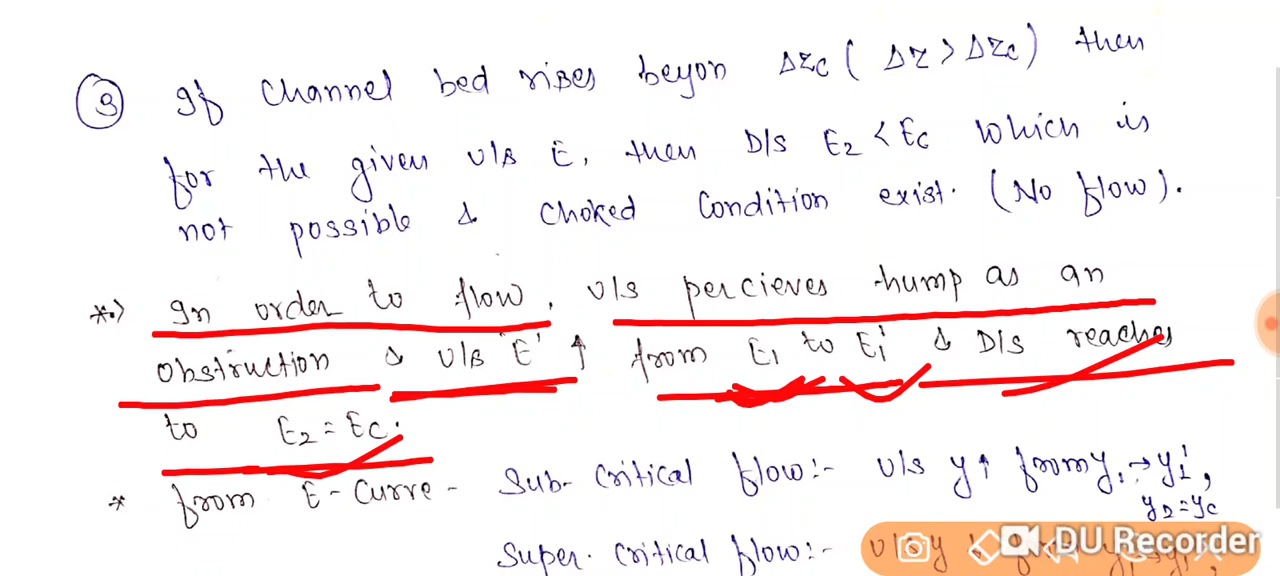 ③ If channel bed rises beyon ΔZc ( ΔZ > ΔZc ) then
for the given U/s E, then D/s E2 < Ec which is
not possible & choked condition exist. (No flow).
**⋅) In order to flow, U/s percieves hump as an
obstruction & U/s 'E' ↑ from E1 to E1' & D/s reaches
to E2 = Ec.
* from E-Curve - Sub-critical flow:- U/s y↑ from y1 → y1',
y2 = yc
Super-critical flow:- U/s y
DU Recorder